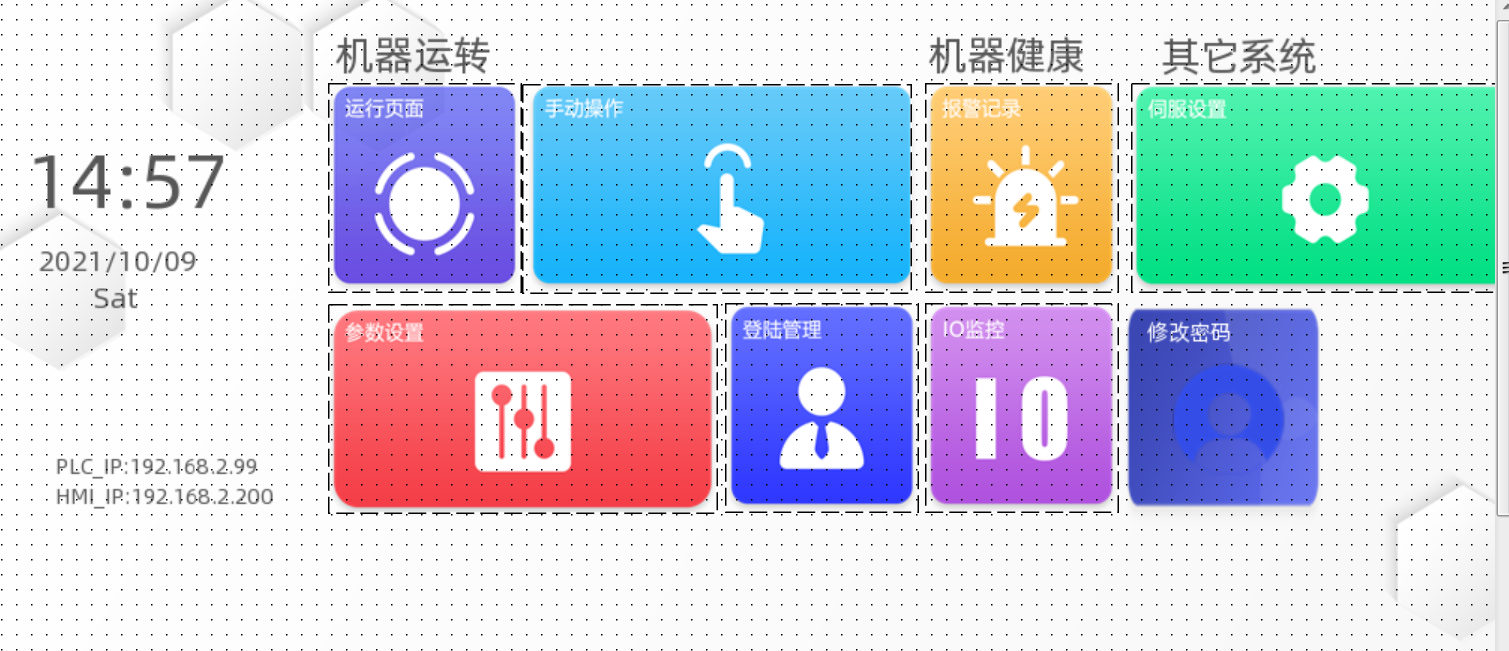 机器运转
机器健康
其它系统
运行页面
手动操作
报警记录
伺服设置
14:57
2021/10/09
Sat
参数设置
登陆管理
IO监控
IO
修改密码
PLC_IP:192.168.2.99
HMI_IP:192.168.2.200